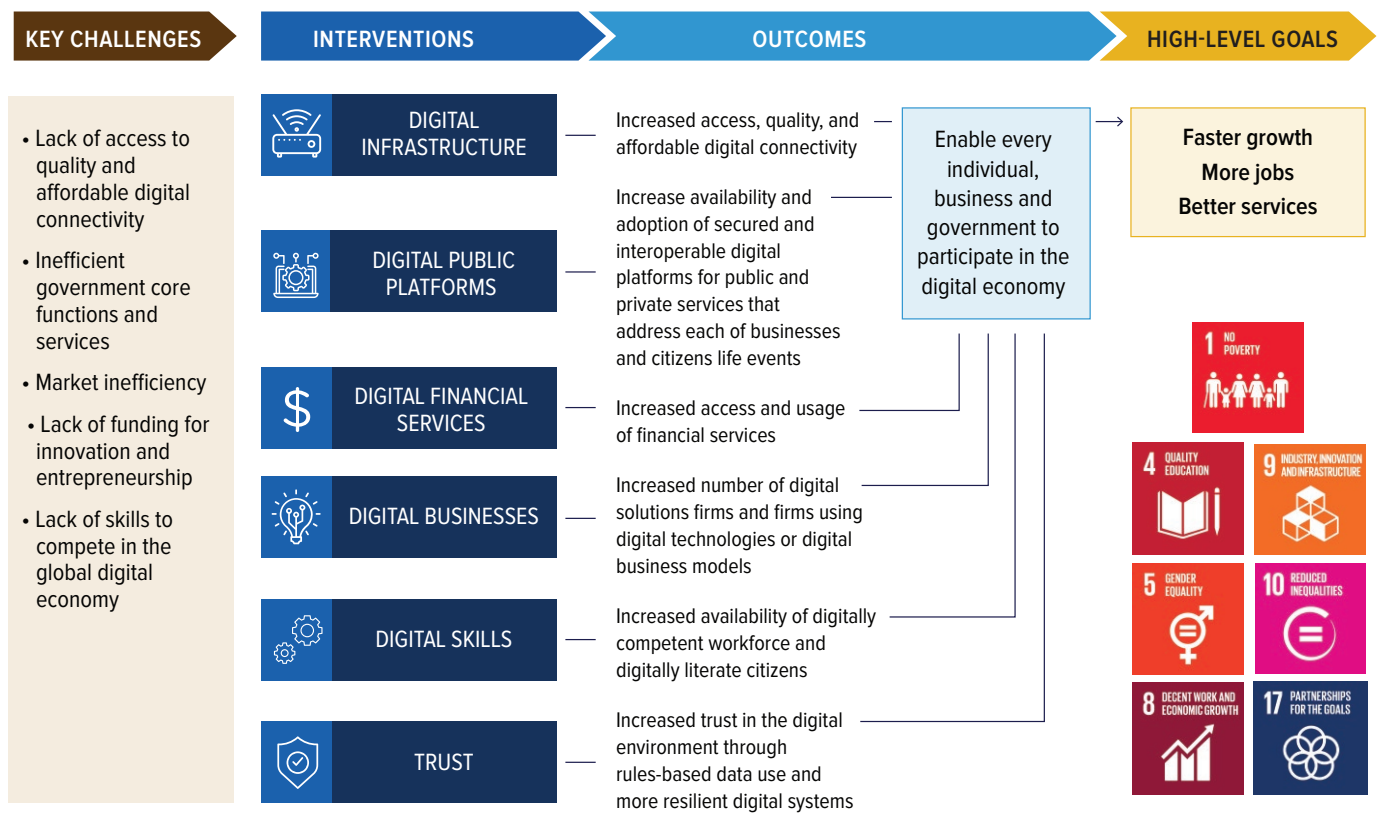 KEY CHALLENGES
INTERVENTIONS
OUTCOMES
HIGH-LEVEL GOALS
• Lack of access to
quality and
affordable digital
connectivity
• Inefficient
government core
functions and
services
• Market inefficiency
• Lack of funding for
innovation and
entrepreneurship
• Lack of skills to
compete in the
global digital
economy
DIGITAL
INFRASTRUCTURE
DIGITAL PUBLIC
PLATFORMS
$
DIGITAL FINANCIAL
SERVICES
DIGITAL BUSINESSES
DIGITAL SKILLS
TRUST
Increased access, quality, and
affordable digital connectivity
Increase availability and
adoption of secured and
interoperable digital
platforms for public and
private services that
address each of businesses
and citizens life events
Increased access and usage
of financial services
Increased number of digital
solutions firms and firms using
digital technologies or digital
business models
Increased availability of digitally
competent workforce and
digitally literate citizens
Increased trust in the digital
environment through
rules-based data use and
more resilient digital systems
Enable every
individual,
business and
government to
participate in the
digital economy
Faster growth
More jobs
Better services
1 NO
POVERTY
4 QUALITY
EDUCATION
9 INDUSTRY, INNOVATION
AND INFRASTRUCTURE
5 GENDER
EQUALITY
10 REDUCED
INEQUALITIES
8 DECENT WORK AND
ECONOMIC GROWTH
17 PARTNERSHIPS
FOR THE GOALS